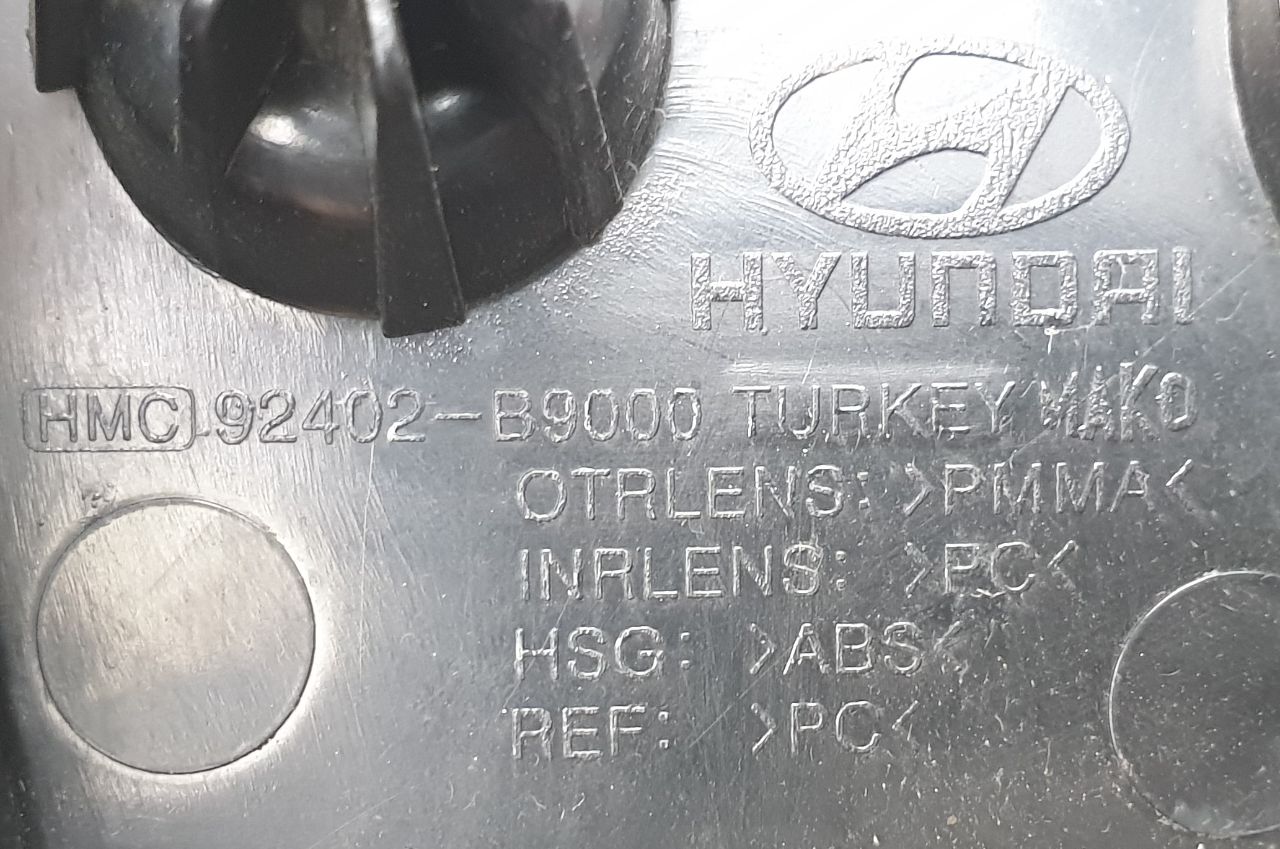 HYUNDAI
HMC 92402-B9000 TURKEY MAKO
OTRLENS: >PMMA<
INRLENS: >PC<
HSG: >ABS<
REF: >PC<